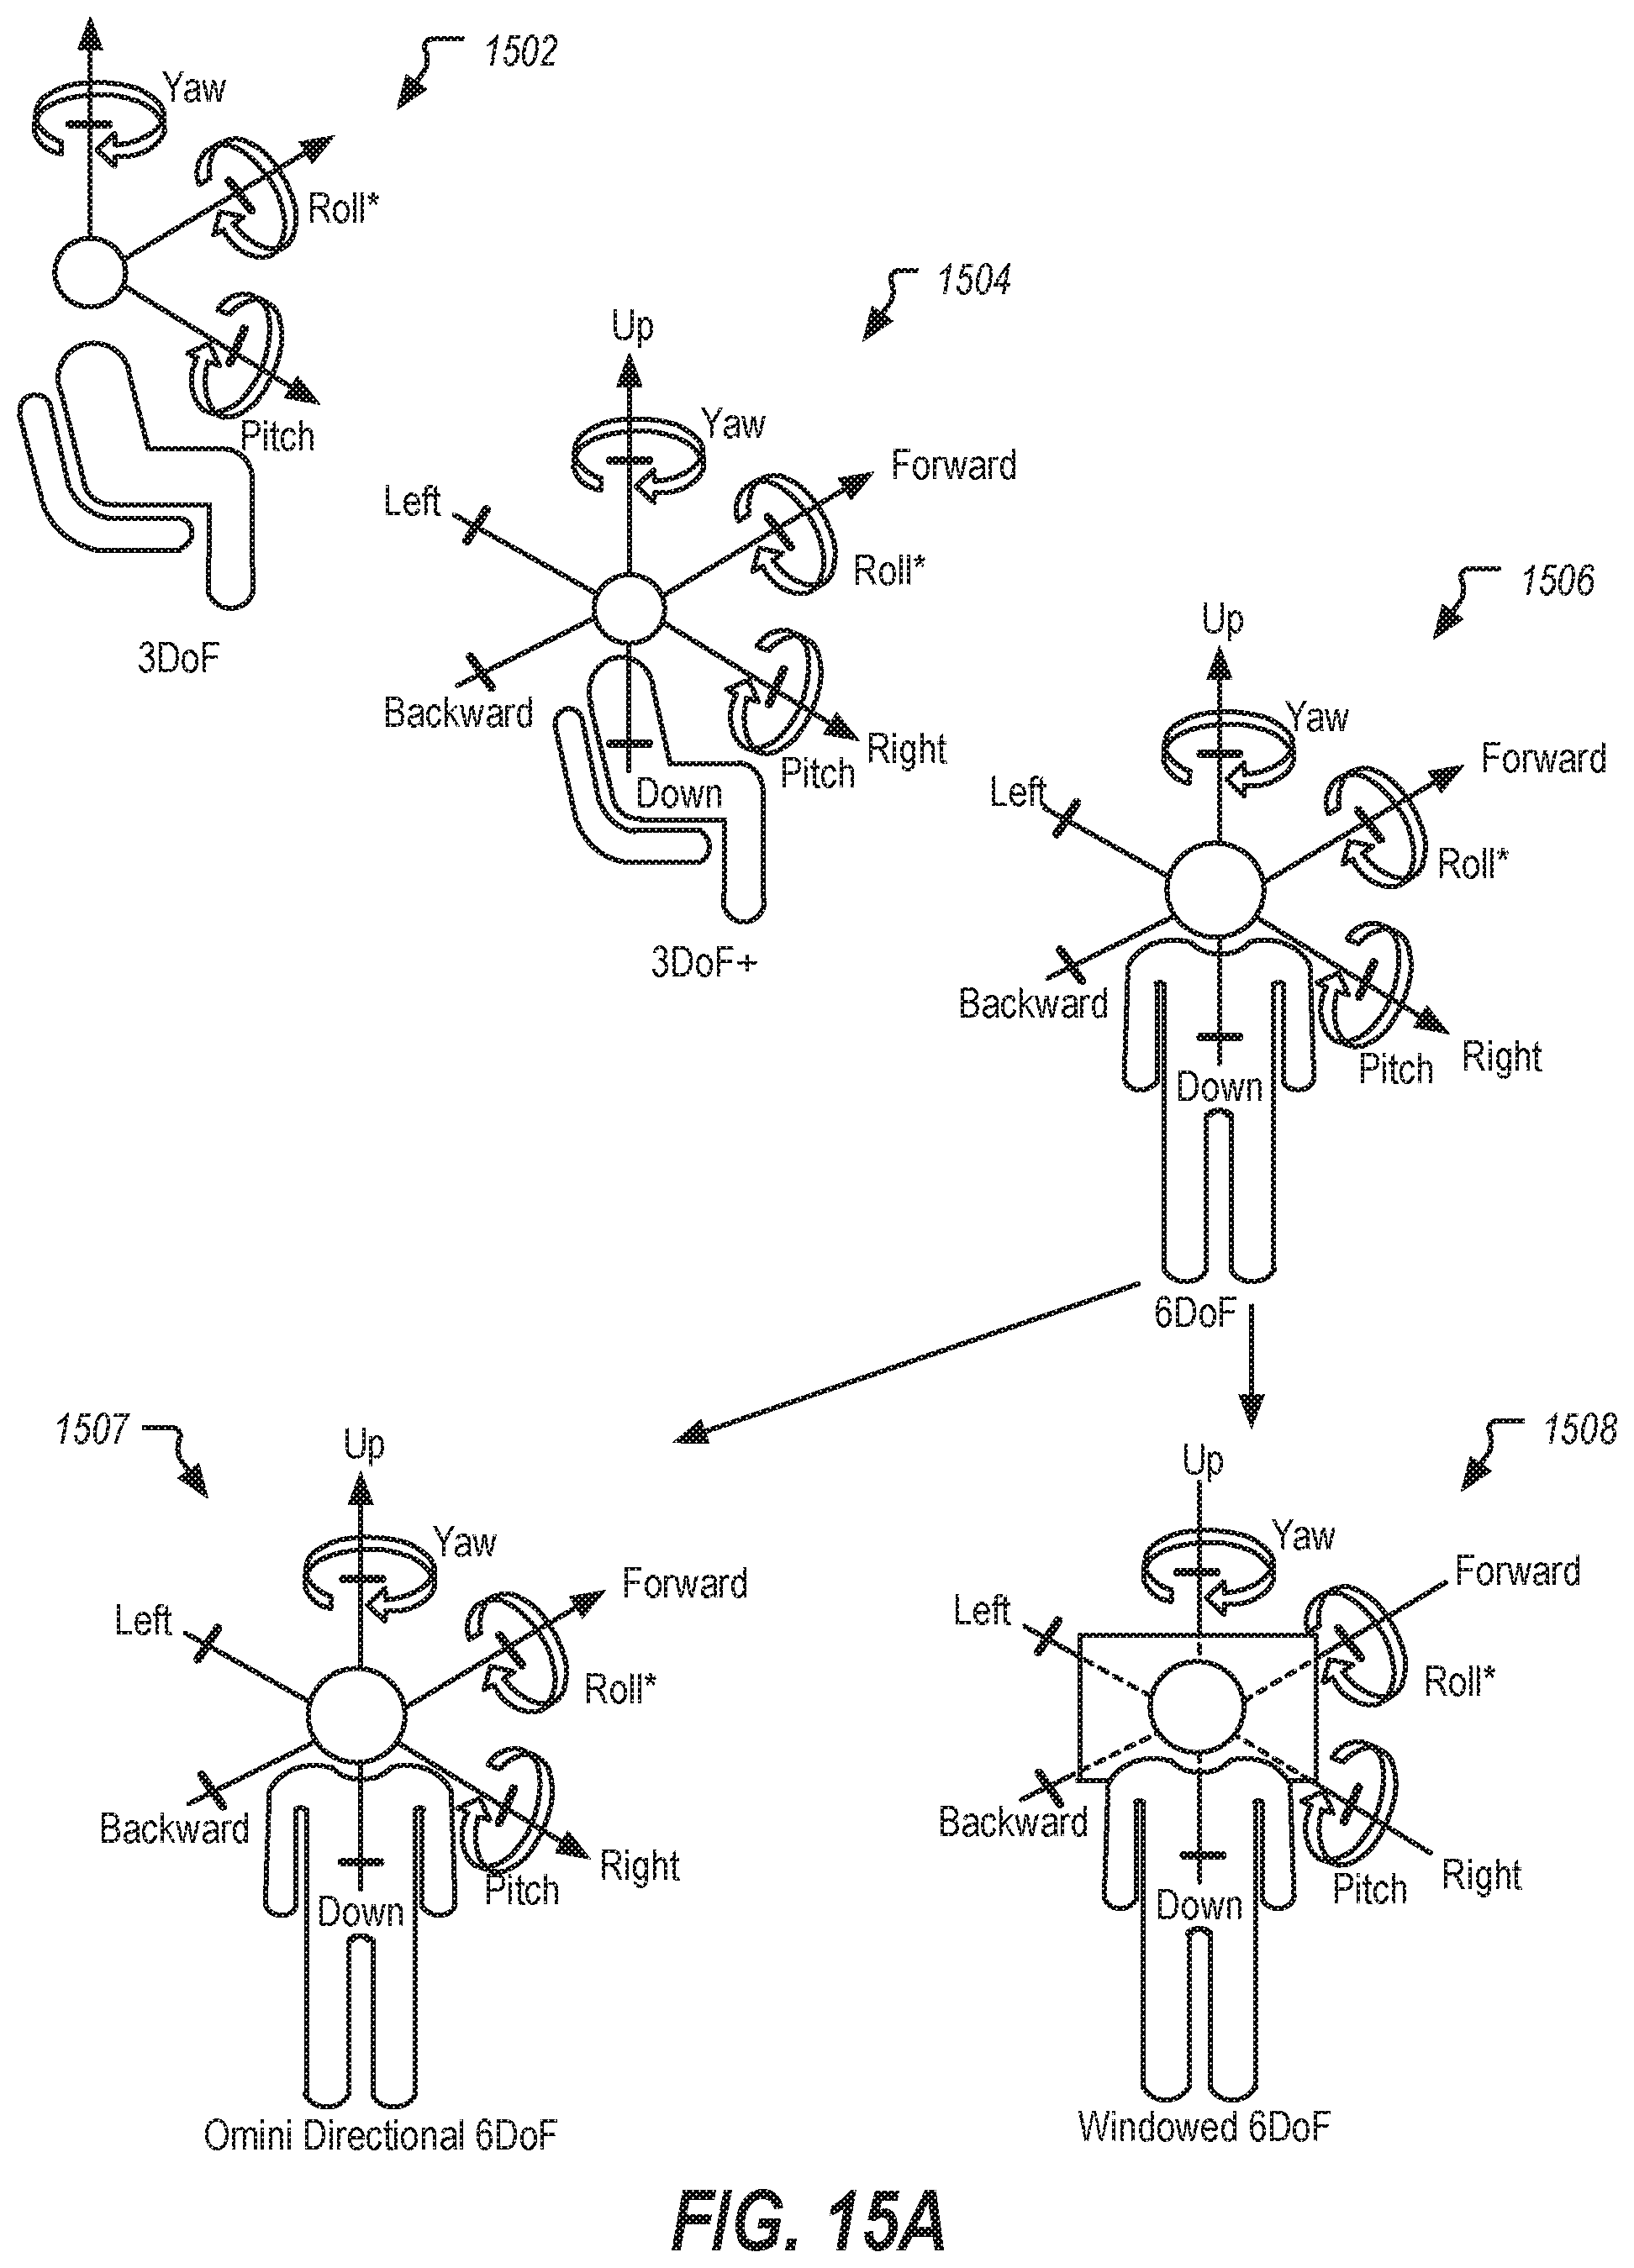 1502
Yaw
Roll*
Pitch
3DoF
1504
Up
Yaw
Forward
Left
Roll*
Backward
Right
Pitch
Down
3DoF+
1506
Up
Yaw
Forward
Left
Roll*
Backward
Right
Pitch
Down
6DoF
1507
Up
Yaw
Forward
Left
Roll*
Backward
Right
Pitch
Down
Omini Directional 6DoF
1508
Up
Yaw
Forward
Left
Roll*
Backward
Right
Pitch
Down
Windowed 6DoF
FIG. 15A